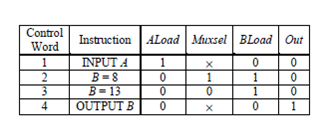 Control Word Instruction ALoad Muxsel BLoad Out
1 INPUT A 1 × 0 0
2 B = 8 0 1 1 0
3 B = 13 0 0 1 0
4 OUTPUT B 0 × 0 1